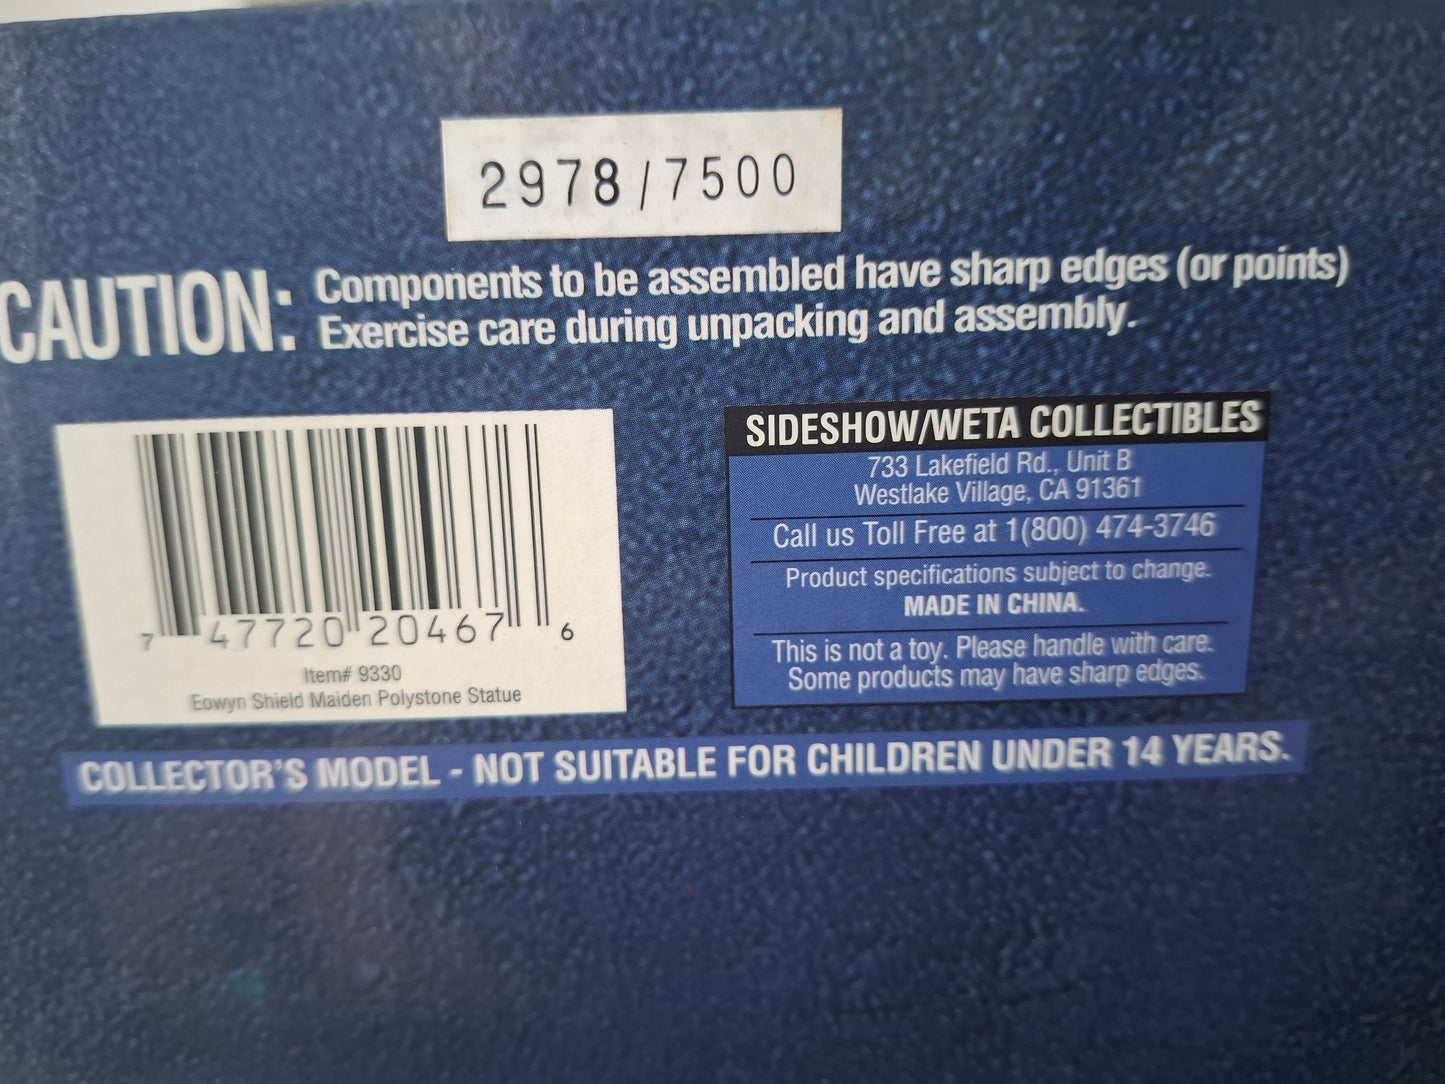 2978/7500
CAUTION: Components to be assembled have sharp edges (or points)
Exercise care during unpacking and assembly.
7 47720 20467 6
Item# 9330
Eowyn Shield Maiden Polystone Statue
SIDESHOW/WETA COLLECTIBLES
733 Lakefield Rd., Unit B
Westlake Village, CA 91361
Call us Toll Free at 1(800) 474-3746
Product specifications subject to change.
MADE IN CHINA.
This is not a toy. Please handle with care.
Some products may have sharp edges.
COLLECTOR'S MODEL - NOT SUITABLE FOR CHILDREN UNDER 14 YEARS.